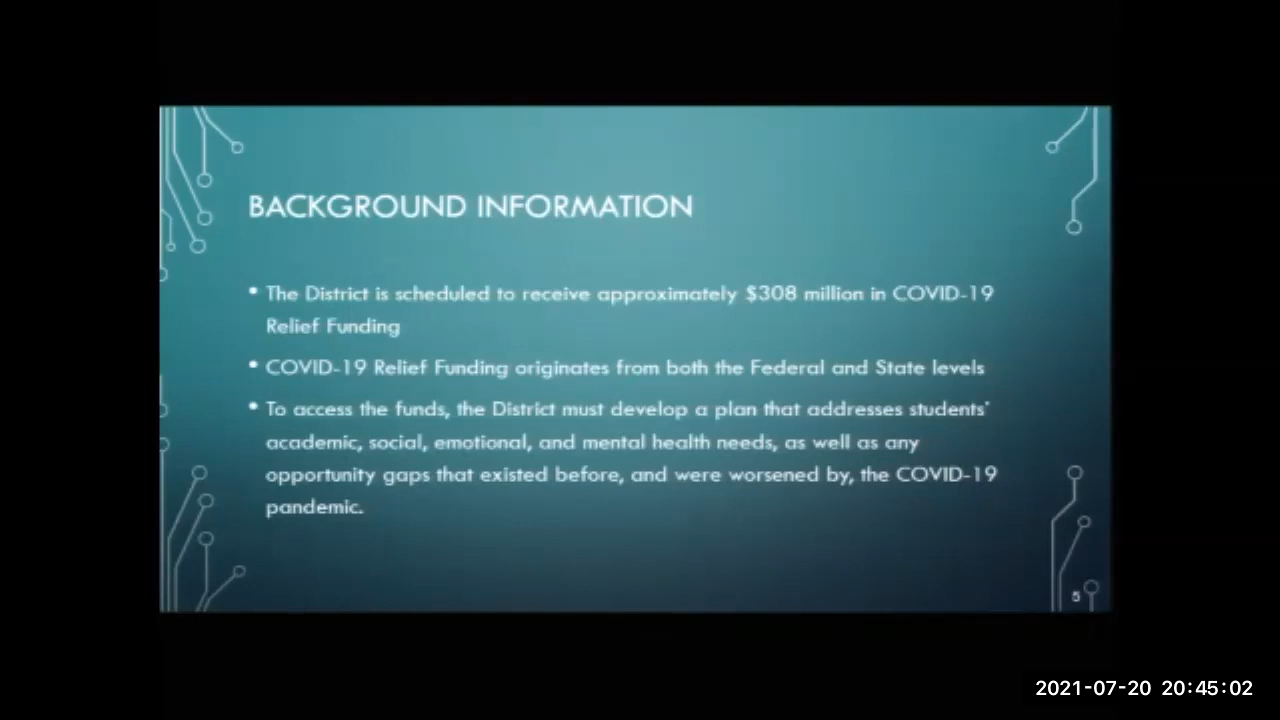 BACKGROUND INFORMATION
• The District is scheduled to receive approximately $308 million in COVID-19
Relief Funding
• COVID-19 Relief Funding originates from both the Federal and State levels
• To access the funds, the District must develop a plan that addresses students'
academic, social, emotional, and mental health needs, as well as any
opportunity gaps that existed before, and were worsened by, the COVID-19
pandemic.
5
2021-07-20 20:45:02